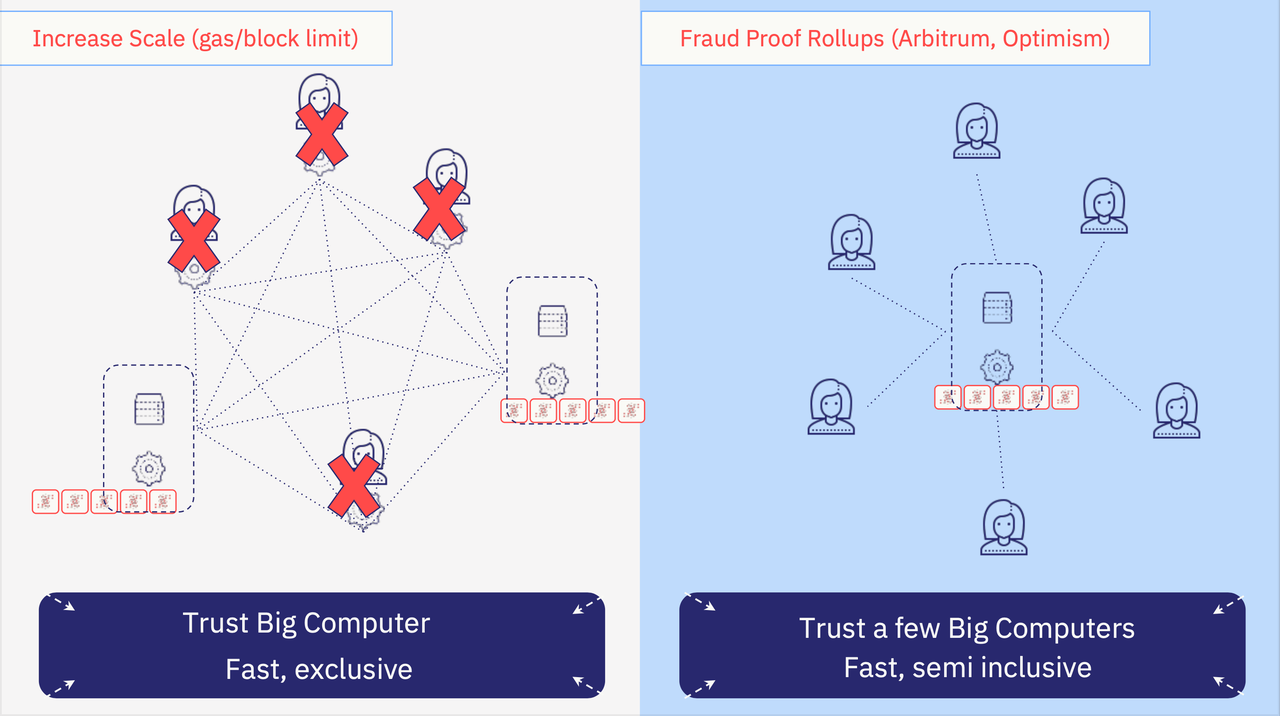 Increase Scale (gas/block limit)
Fraud Proof Rollups (Arbitrum, Optimism)
Trust Big Computer
Fast, exclusive
Trust a few Big Computers
Fast, semi inclusive